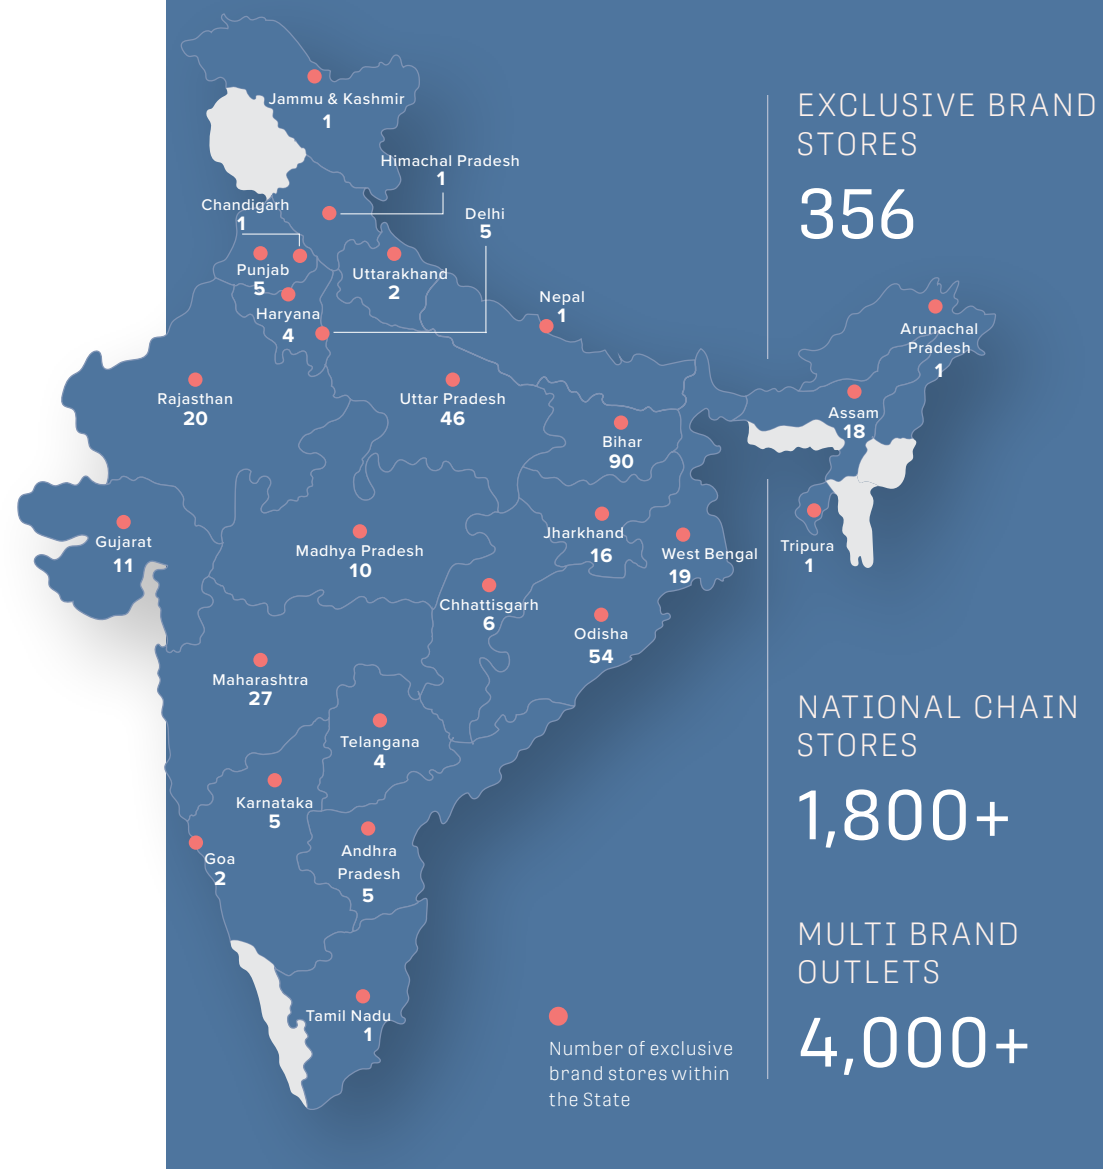 Jammu & Kashmir
1
Himachal Pradesh
1
Chandigarh
1
Delhi
5
Punjab
5
Uttarakhand
2
Haryana
4
Nepal
1
Arunachal
Pradesh
1
Rajasthan
20
Uttar Pradesh
46
Assam
18
Bihar
90
Gujarat
11
Madhya Pradesh
10
Jharkhand
16
West Bengal
19
Tripura
1
Chhattisgarh
6
Odisha
54
Maharashtra
27
Telangana
4
Karnataka
5
Goa
2
Andhra
Pradesh
5
Tamil Nadu
1
Number of exclusive
brand stores within
the State
EXCLUSIVE BRAND
STORES
356
NATIONAL CHAIN
STORES
1,800+
MULTI BRAND
OUTLETS
4,000+